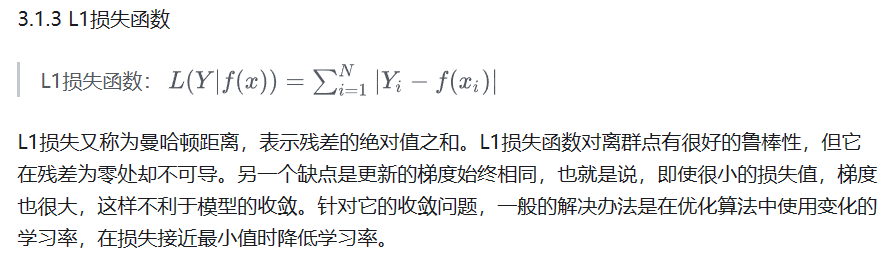 3.1.3 L1损失函数
L1损失函数： L(Y|f(x)) = ∑_{i=1}^{N} |Y_i − f(x_i)|
L1损失又称为曼哈顿距离，表示残差的绝对值之和。L1损失函数对离群点有很好的鲁棒性，但它
在残差为零处却不可导。另一个缺点是更新的梯度始终相同，也就是说，即使很小的损失值，梯度
也很大，这样不利于模型的收敛。针对它的收敛问题，一般的解决办法是在优化算法中使用变化的
学习率，在损失接近最小值时降低学习率。